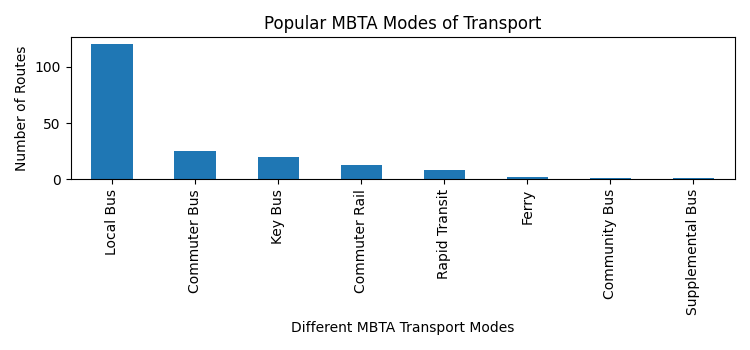 Popular MBTA Modes of Transport
Number of Routes
100
50
0
Local Bus
Commuter Bus
Key Bus
Commuter Rail
Rapid Transit
Ferry
Community Bus
Supplemental Bus
Different MBTA Transport Modes